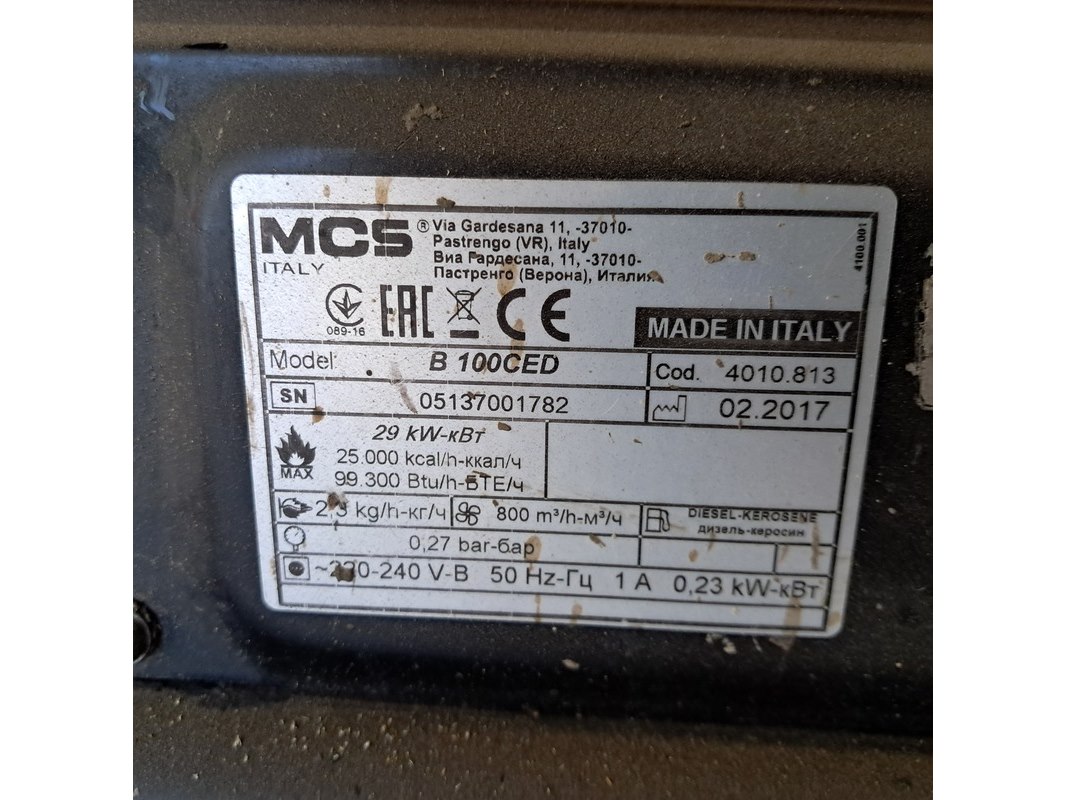 MCS ® Via Gardesana 11, -37010-
ITALY Pastrengo (VR), Italy
Виа Гардесана, 11, -37010-
Пастренго (Верона), Италия
4100.001
089-16 EAC CE MADE IN ITALY
Model B 100CED Cod. 4010.813
SN 05137001782 02.2017
29 kW-кВт
25.000 kcal/h-ккал/ч
MAX 99.300 Btu/h-БТЕ/ч
2,3 kg/h-кг/ч 800 m³/h-м³/ч DIESEL-KEROSENE
дизель-керосин
0,27 bar-бар
~220-240 V-В 50 Hz-Гц 1 A 0,23 kW-кВт